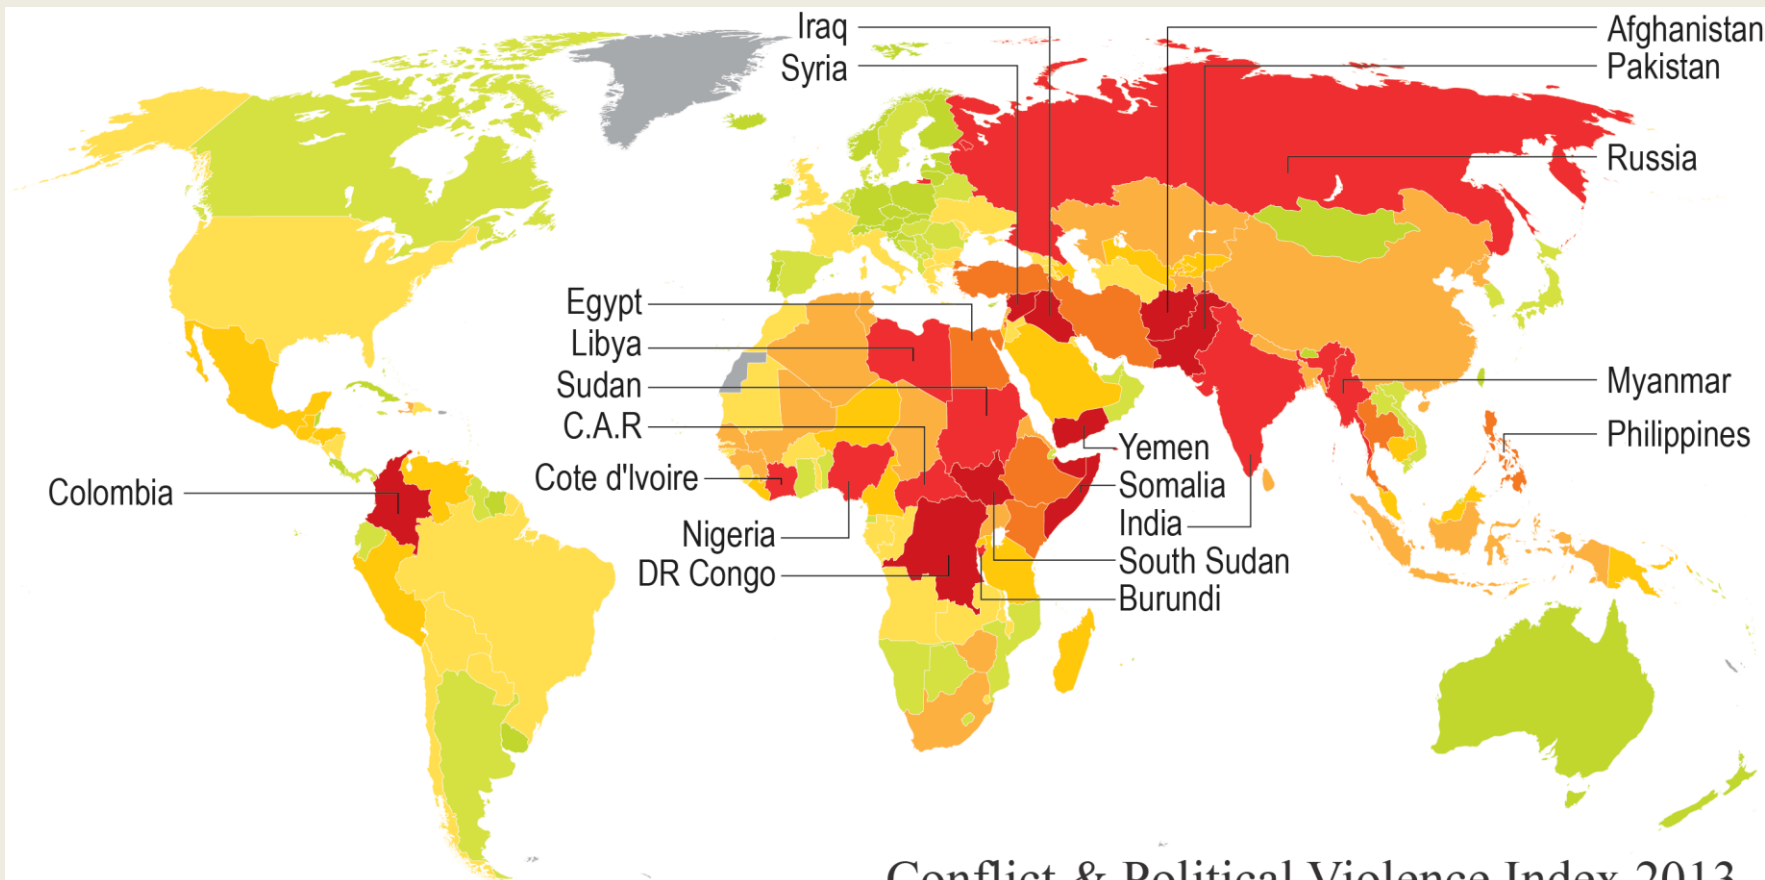 Iraq
Syria
Afghanistan
Pakistan
Russia
Egypt
Libya
Sudan
C.A.R
Cote d'Ivoire
Nigeria
DR Congo
Colombia
Yemen
Somalia
India
South Sudan
Burundi
Myanmar
Philippines
Conflict & Political Violence Index 2013